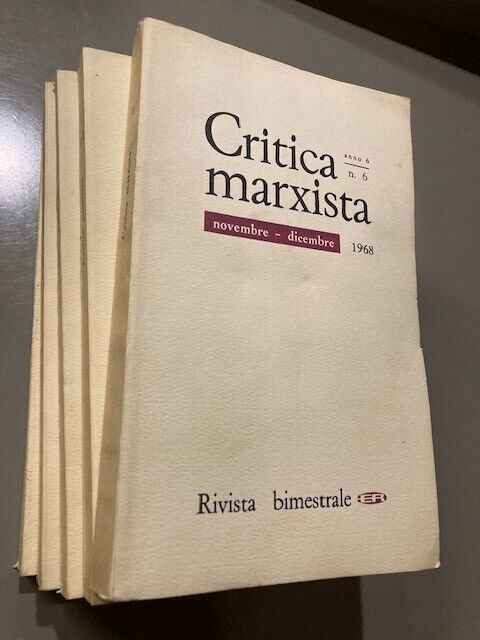 Critica
anno 6
n. 6
marxista
novembre - dicembre
1968
Rivista bimestrale ER